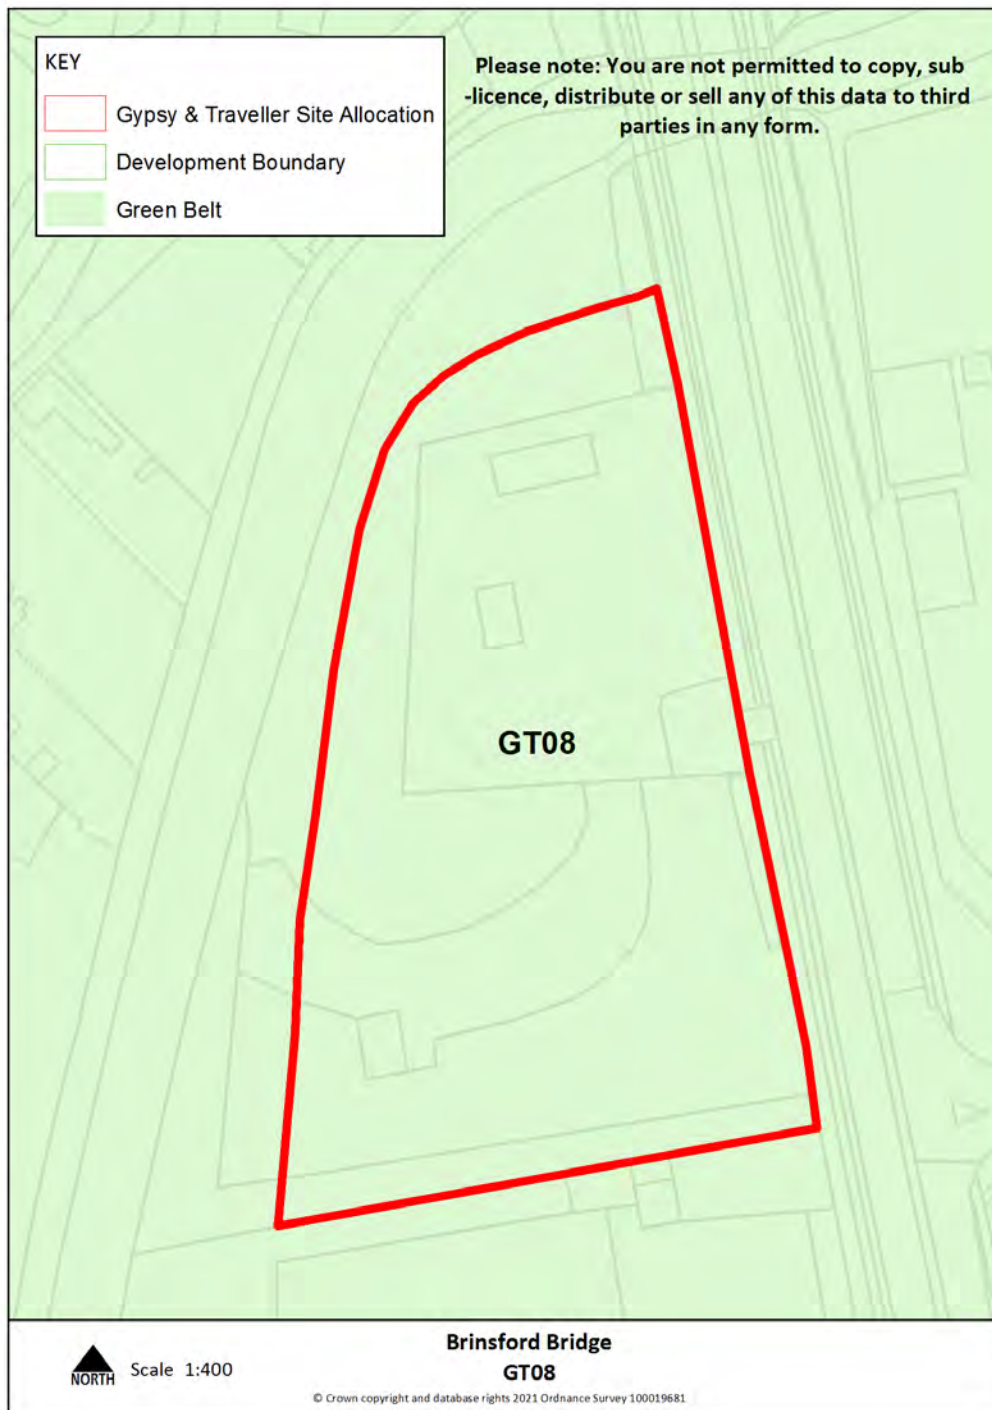 KEY
Gypsy & Traveller Site Allocation
Development Boundary
Green Belt
Please note: You are not permitted to copy, sub
-licence, distribute or sell any of this data to third
parties in any form.
GT08
NORTH
Scale 1:400
Brinsford Bridge
GT08
© Crown copyright and database rights 2021 Ordnance Survey 100019681